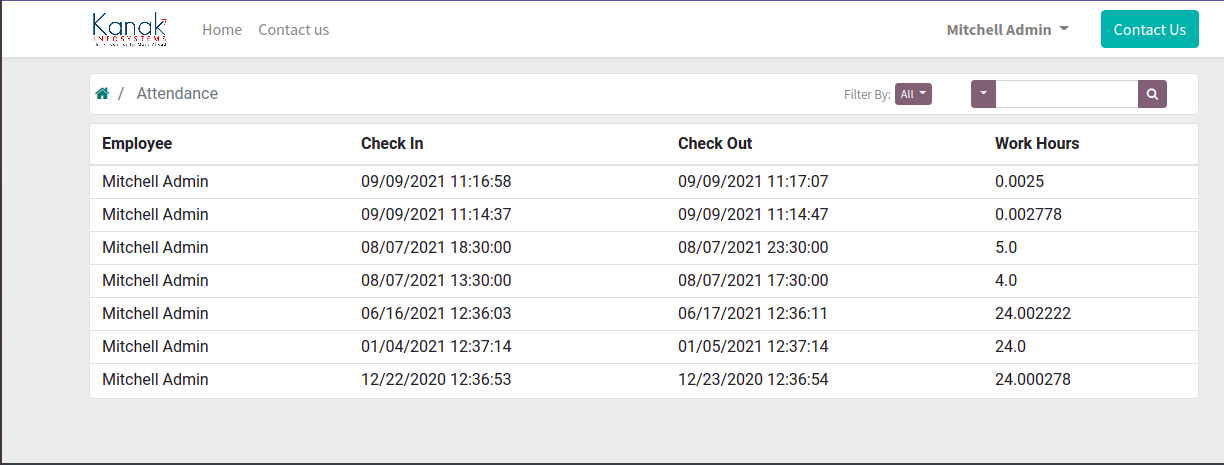 Kanak
INFOSYSTEMS
Home Contact us Mitchell Admin Contact Us
/ Attendance Filter By: All
Employee Check In Check Out Work Hours
Mitchell Admin 09/09/2021 11:16:58 09/09/2021 11:17:07 0.0025
Mitchell Admin 09/09/2021 11:14:37 09/09/2021 11:14:47 0.002778
Mitchell Admin 08/07/2021 18:30:00 08/07/2021 23:30:00 5.0
Mitchell Admin 08/07/2021 13:30:00 08/07/2021 17:30:00 4.0
Mitchell Admin 06/16/2021 12:36:03 06/17/2021 12:36:11 24.002222
Mitchell Admin 01/04/2021 12:37:14 01/05/2021 12:37:14 24.0
Mitchell Admin 12/22/2020 12:36:53 12/23/2020 12:36:54 24.000278